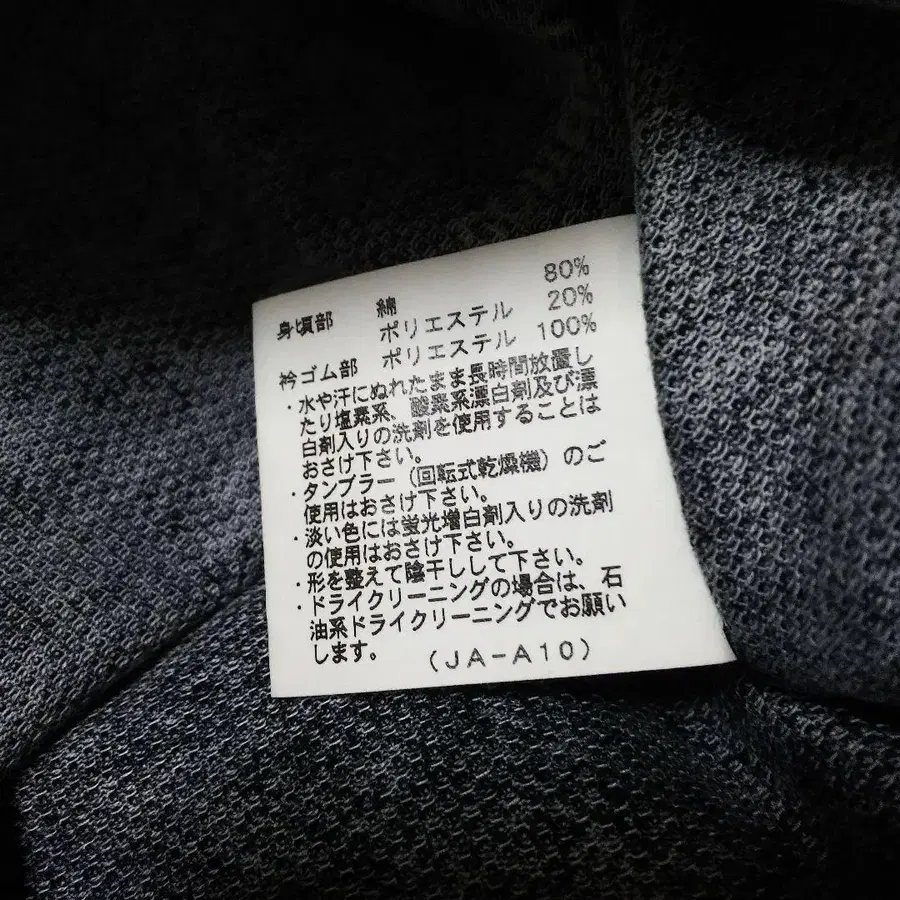 身頃部 綿 80%
ポリエステル 20%
衿ゴム部 ポリエステル 100%
・水や汗にぬれたまま長時間放置し
たり塩素系、酸素系漂白剤及び漂
白剤入りの洗剤を使用することは
おさけ下さい。
・タンブラー(回転式乾燥機)のご
使用はおさけ下さい。
・淡い色には蛍光増白剤入りの洗剤
の使用はおさけ下さい。
・形を整えて陰干しして下さい。
・ドライクリーニングの場合は、石
油系ドライクリーニングでお願い
します。 (JA-A10)